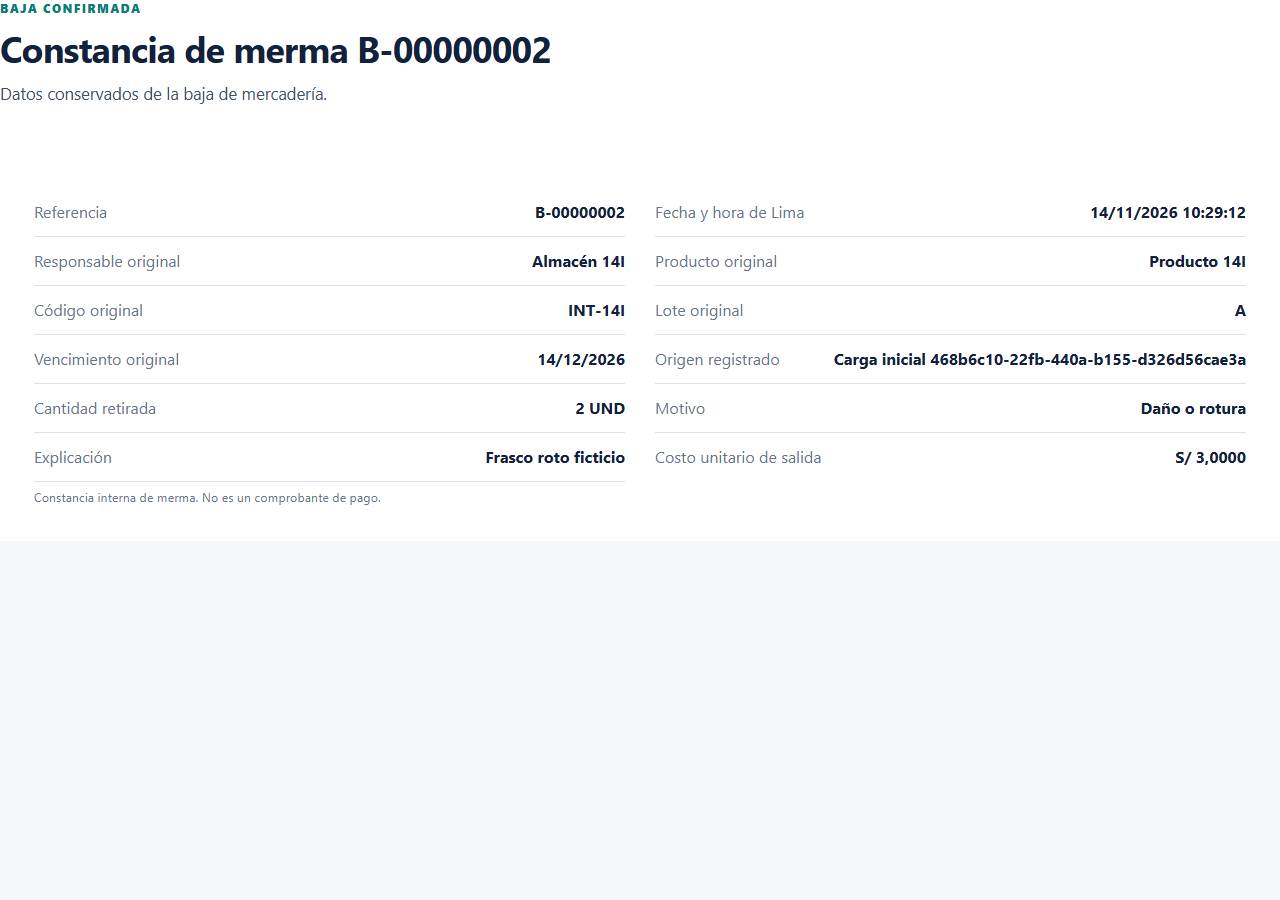 BAJA CONFIRMADA
Constancia de merma B-00000002
Datos conservados de la baja de mercadería.
Referencia B-00000002 Fecha y hora de Lima 14/11/2026 10:29:12
Responsable original Almacén 14I Producto original Producto 14I
Código original INT-14I Lote original A
Vencimiento original 14/12/2026 Origen registrado Carga inicial 468b6c10-22fb-440a-b155-d326d56cae3a
Cantidad retirada 2 UND Motivo Daño o rotura
Explicación Frasco roto ficticio Costo unitario de salida S/ 3,0000
Constancia interna de merma. No es un comprobante de pago.